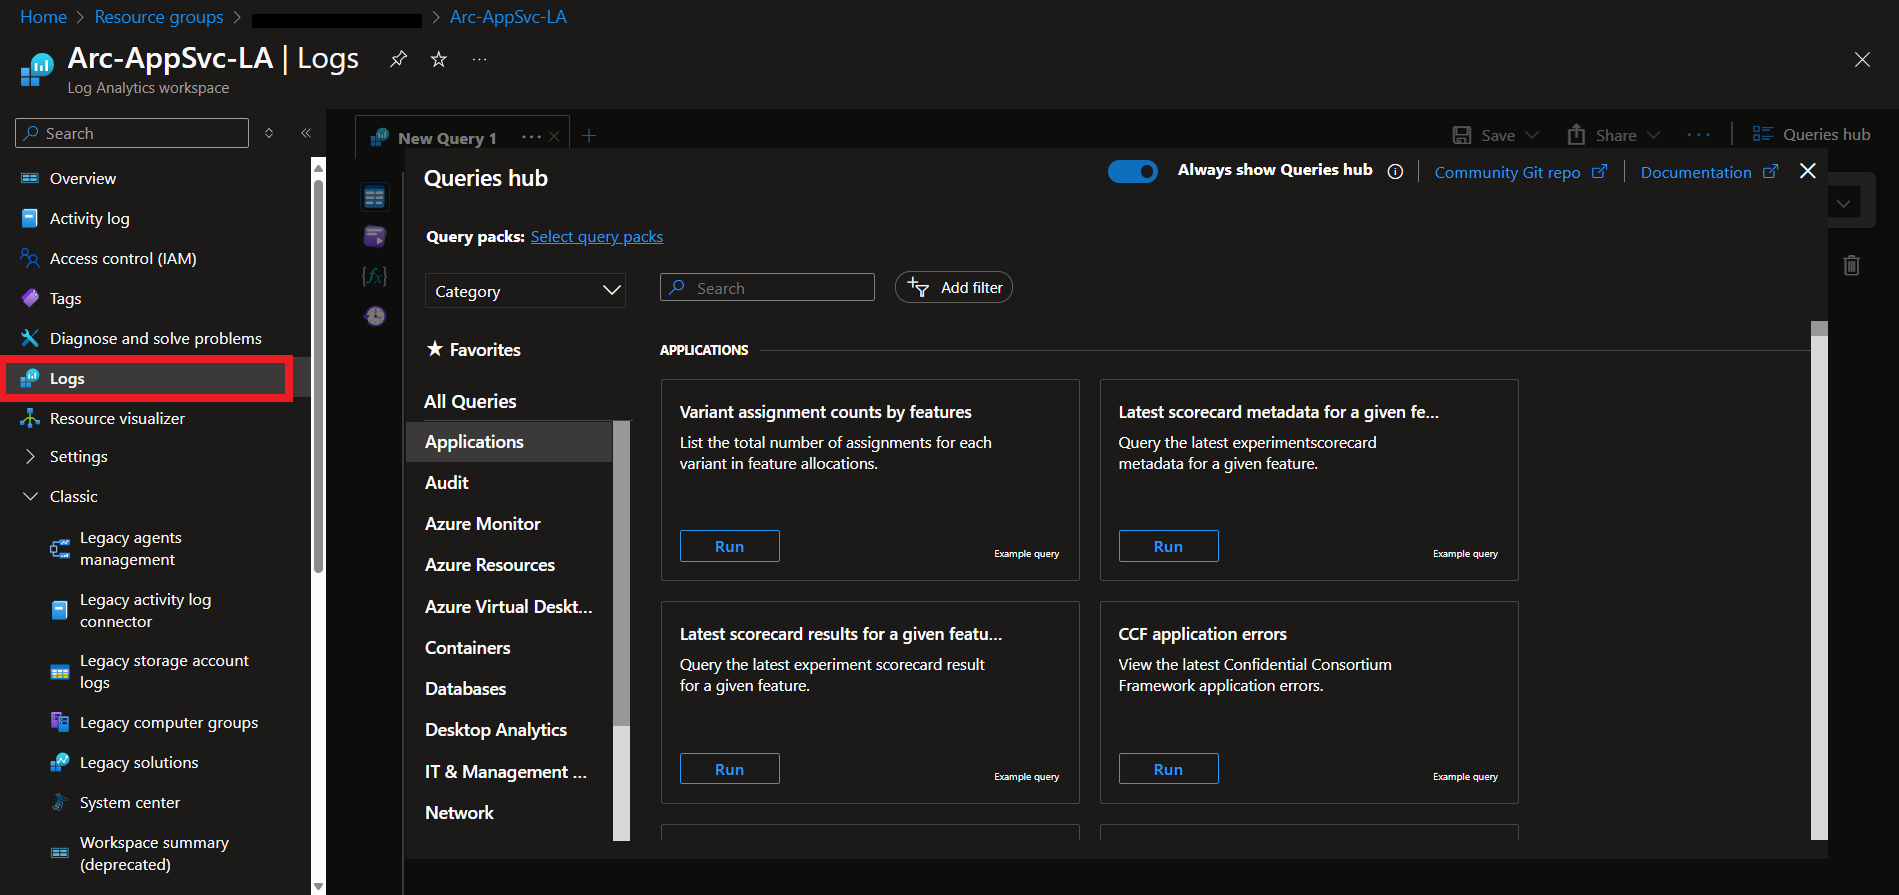 Home > Resource groups > > Arc-AppSvc-LA
Arc-AppSvc-LA | Logs
Log Analytics workspace
Search
Overview
Activity log
Access control (IAM)
Tags
Diagnose and solve problems
Logs
Resource visualizer
Settings
Classic
Legacy agents
management
Legacy activity log
connector
Legacy storage account
logs
Legacy computer groups
Legacy solutions
System center
Workspace summary
(deprecated)
New Query 1
Save
Share
Queries hub
Queries hub
Always show Queries hub
Community Git repo
Documentation
Query packs: Select query packs
Category
Search
Add filter
Favorites
All Queries
Applications
Audit
Azure Monitor
Azure Resources
Azure Virtual Deskt...
Containers
Databases
Desktop Analytics
IT & Management ...
Network
APPLICATIONS
Variant assignment counts by features
List the total number of assignments for each
variant in feature allocations.
Run
Example query
Latest scorecard metadata for a given fe...
Query the latest experimentscorecard
metadata for a given feature.
Run
Example query
Latest scorecard results for a given featu...
Query the latest experiment scorecard result
for a given feature.
Run
Example query
CCF application errors
View the latest Confidential Consortium
Framework application errors.
Run
Example query